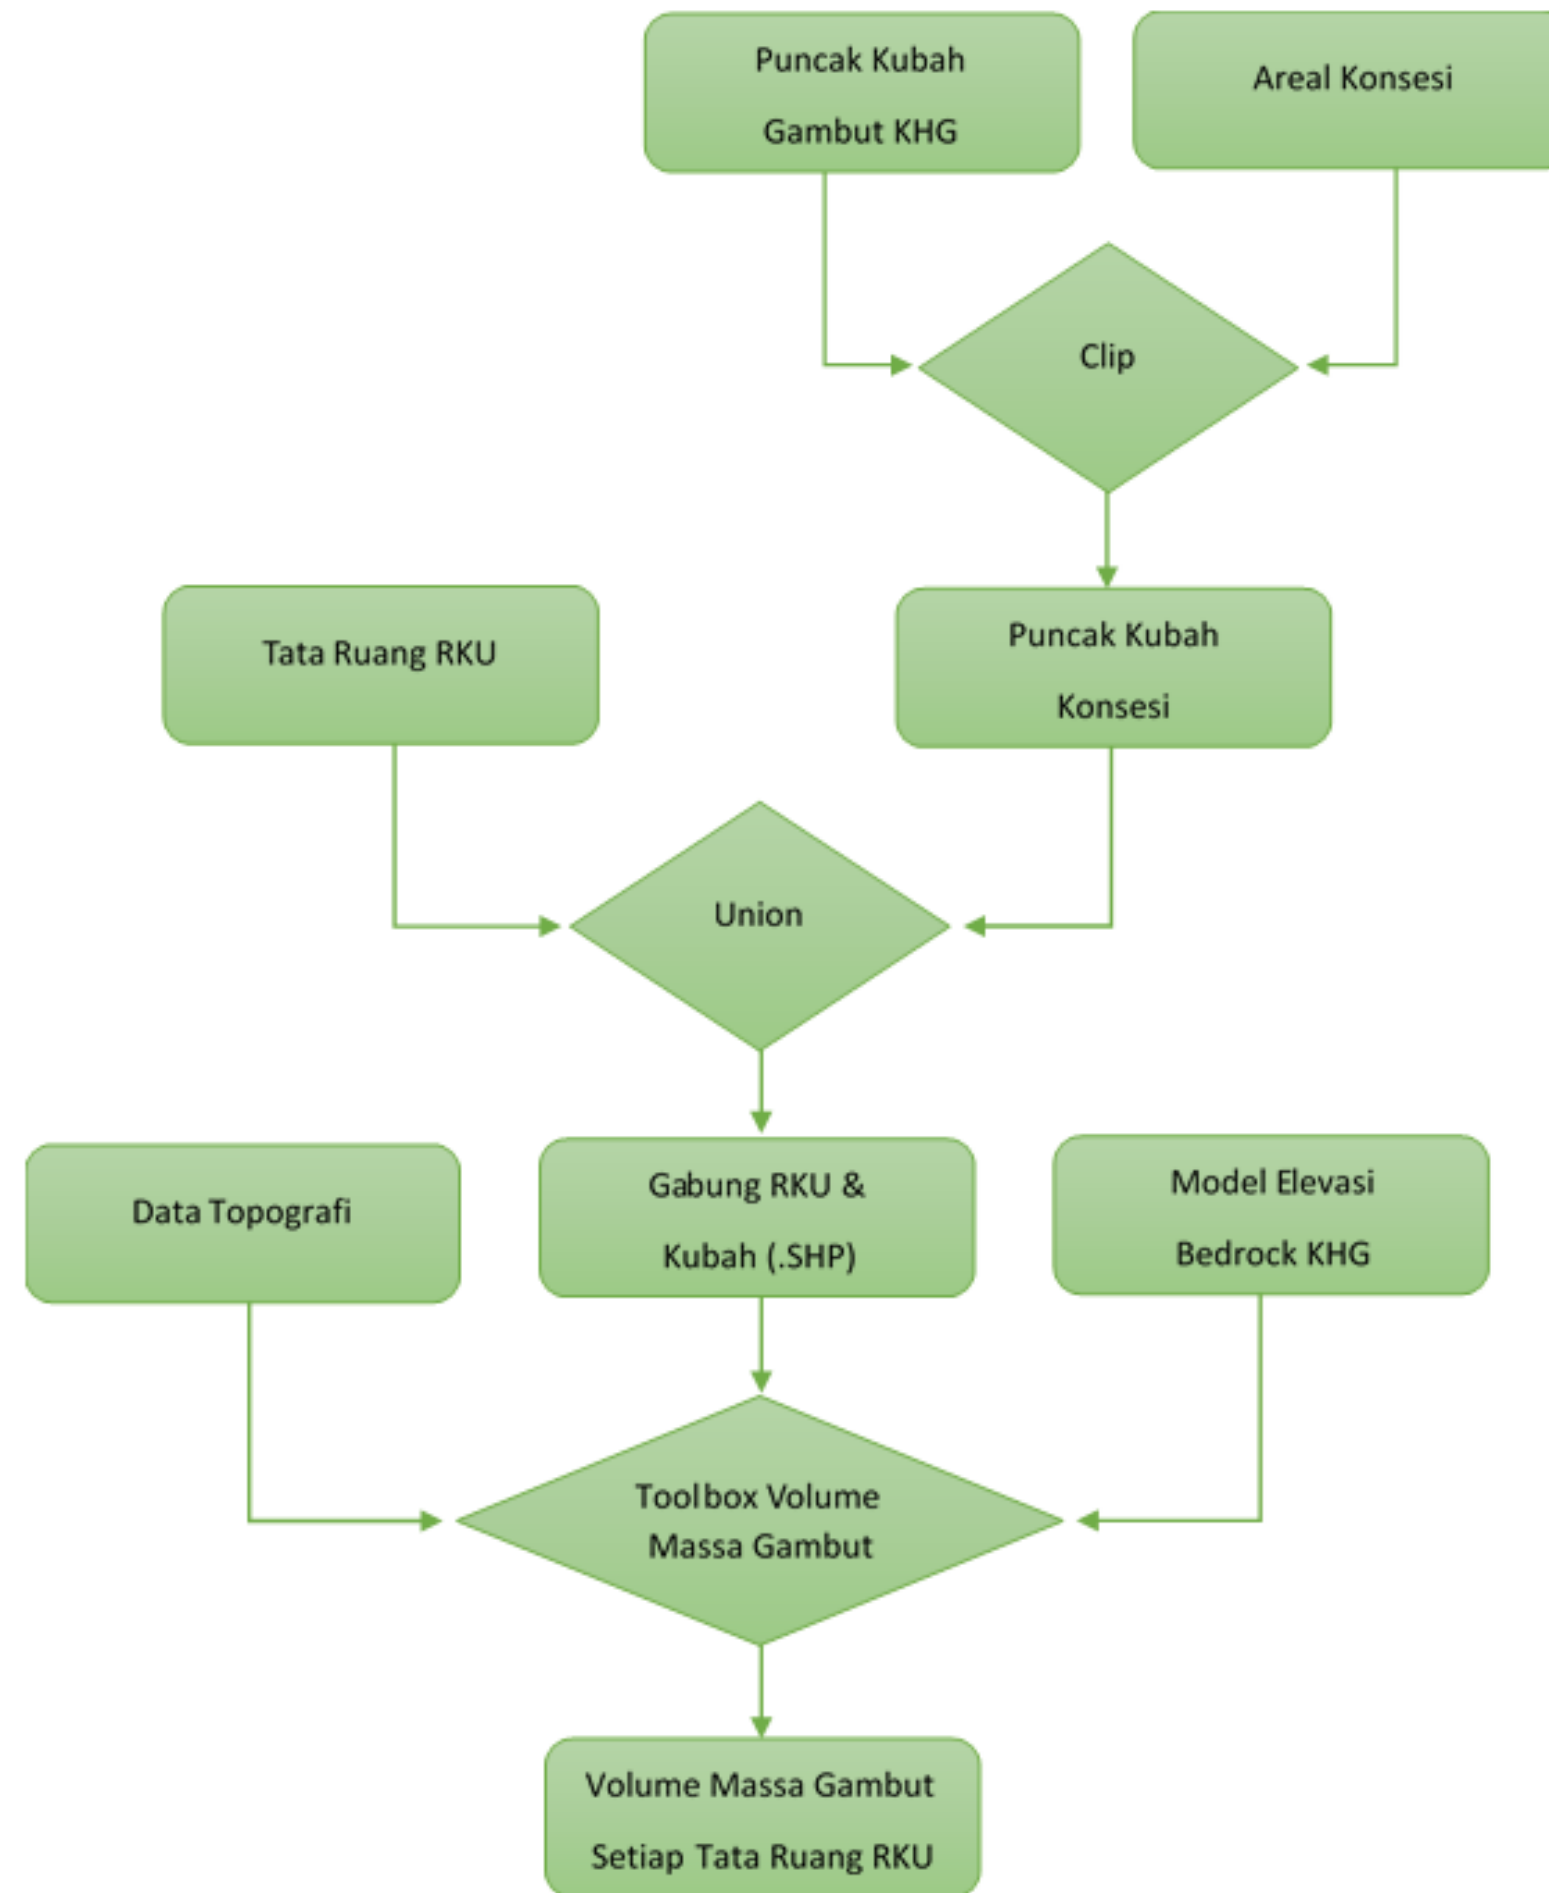 Puncak Kubah
Gambut KHG
Areal Konsesi
Clip
Tata Ruang RKU
Puncak Kubah
Konsesi
Union
Data Topografi
Gabung RKU &
Kubah (.SHP)
Model Elevasi
Bedrock KHG
Toolbox Volume
Massa Gambut
Volume Massa Gambut
Setiap Tata Ruang RKU